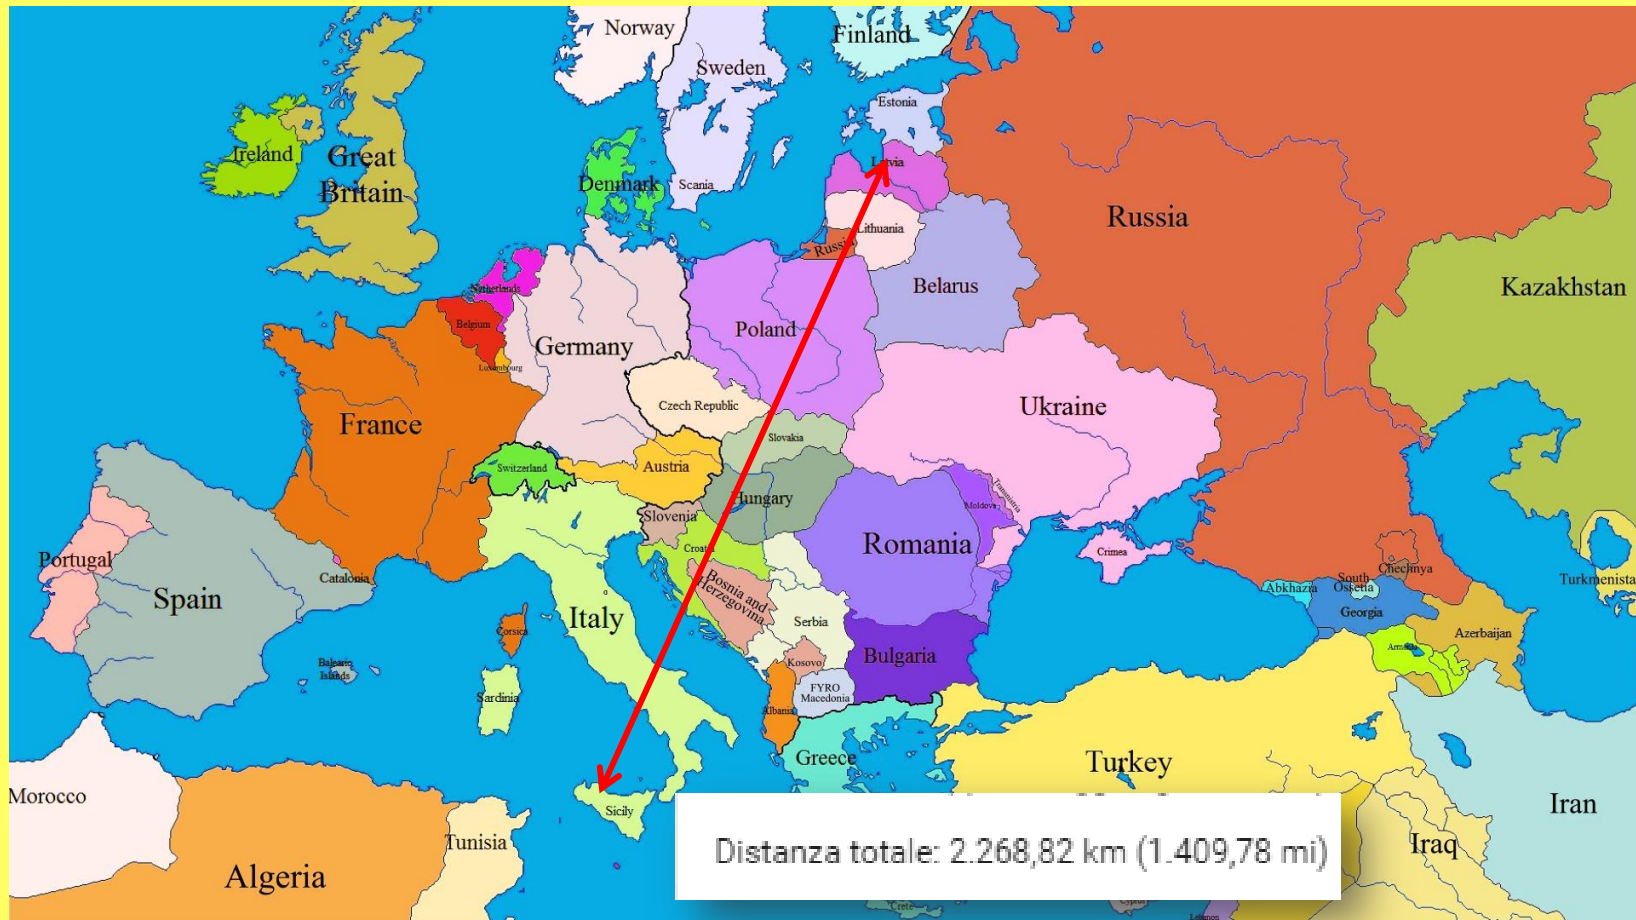 Norway
Finland
Sweden
Estonia
Ireland
Great
Britain
Denmark
Scania
Latvia
Russia
Lithuania
Russia
Belarus
Kazakhstan
Netherlands
Belgium
Poland
Germany
Luxembourg
Czech Republic
Ukraine
France
Slovakia
Switzerland
Austria
Hungary
Moldova
Transnistria
Slovenia
Romania
Croatia
Crimea
Portugal
Catalonia
Spain
Bosnia and
Herzegovina
Chechnya
South
Ossetia
Abkhazia
Georgia
Turkmenista
Italy
Corsica
Serbia
Azerbaijan
Armenia
Bulgaria
Kosovo
Balearic
Islands
Sardinia
FYRO
Macedonia
Albania
Greece
Turkey
Morocco
Sicily
Iran
Tunisia
Iraq
Distanza totale: 2.268,82 km (1.409,78 mi)
Algeria
Crete
Cyprus
Lebanon